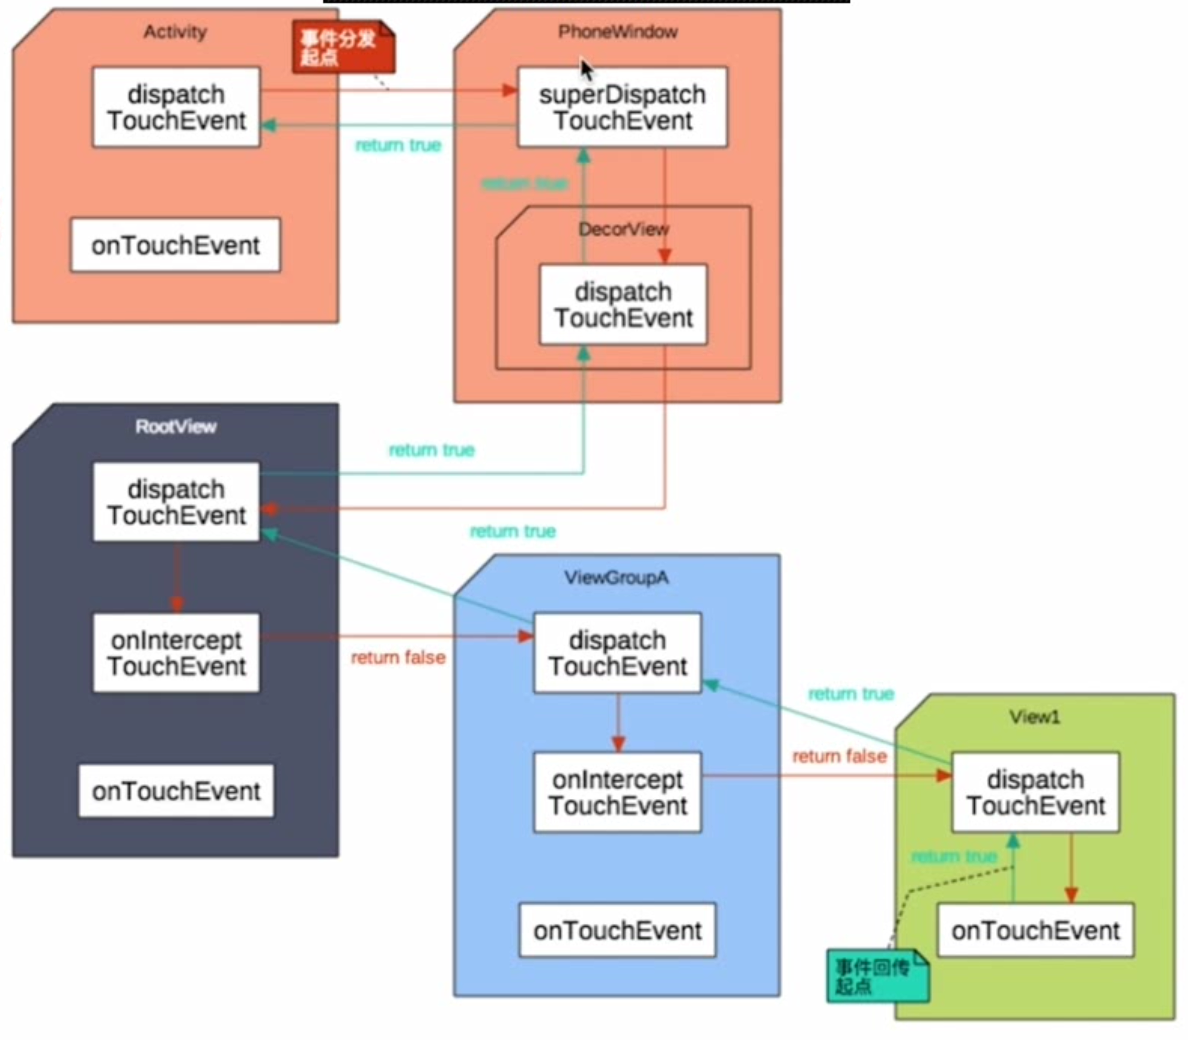 Activity
事件分发
起点
dispatch
TouchEvent
onTouchEvent
return true
PhoneWindow
superDispatch
TouchEvent
return true
DecorView
dispatch
TouchEvent
RootView
dispatch
TouchEvent
onIntercept
TouchEvent
onTouchEvent
return true
return true
return false
ViewGroupA
dispatch
TouchEvent
onIntercept
TouchEvent
onTouchEvent
return true
return false
View1
dispatch
TouchEvent
return true
onTouchEvent
事件回传
起点